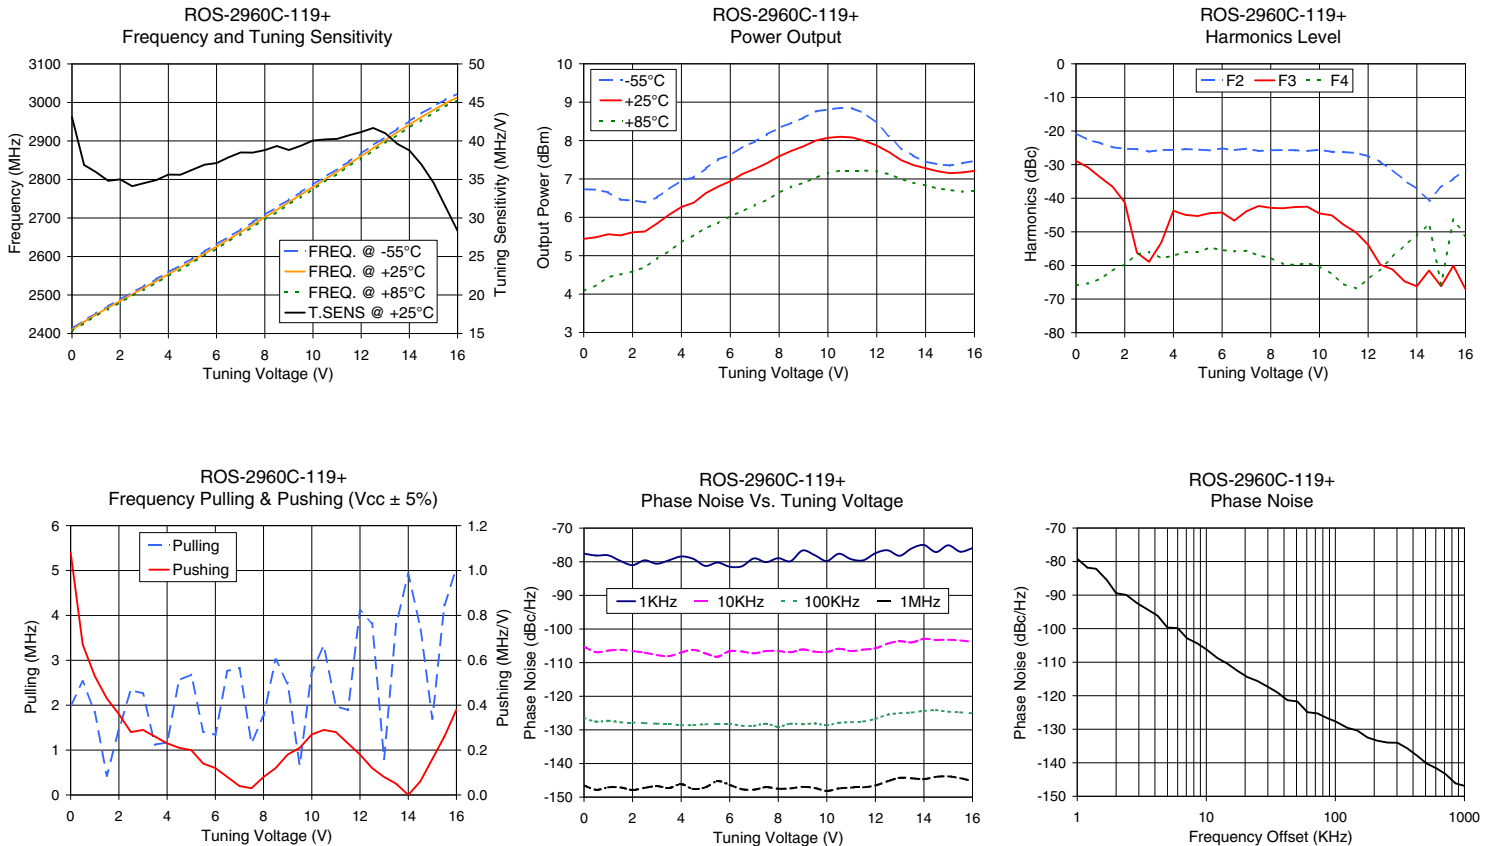 ROS-2960C-119+
Frequency and Tuning Sensitivity
3100
3000
2900
2800
2700
2600
2500
2400
50
45
40
35
30
25
20
15
Frequency (MHz)
Tuning Sensitivity (MHz/V)
FREQ. @ -55°C
FREQ. @ +25°C
FREQ. @ +85°C
T.SENS @ +25°C
0 2 4 6 8 10 12 14 16
Tuning Voltage (V)
ROS-2960C-119+
Power Output
10
9
8
7
6
5
4
3
Output Power (dBm)
-55°C
+25°C
+85°C
0 2 4 6 8 10 12 14 16
Tuning Voltage (V)
ROS-2960C-119+
Harmonics Level
0
-10
-20
-30
-40
-50
-60
-70
-80
Harmonics (dBc)
F2 F3 F4
0 2 4 6 8 10 12 14 16
Tuning Voltage (V)
ROS-2960C-119+
Frequency Pulling & Pushing (Vcc ± 5%)
6
5
4
3
2
1
0
1.2
1.0
0.8
0.6
0.4
0.2
0.0
Pulling (MHz)
Pushing (MHz/V)
Pulling
Pushing
0 2 4 6 8 10 12 14 16
Tuning Voltage (V)
ROS-2960C-119+
Phase Noise Vs. Tuning Voltage
-70
-80
-90
-100
-110
-120
-130
-140
-150
Phase Noise (dBc/Hz)
1KHz 10KHz 100KHz 1MHz
0 2 4 6 8 10 12 14 16
Tuning Voltage (V)
ROS-2960C-119+
Phase Noise
-70
-80
-90
-100
-110
-120
-130
-140
-150
Phase Noise (dBc/Hz)
1 10 100 1000
Frequency Offset (KHz)